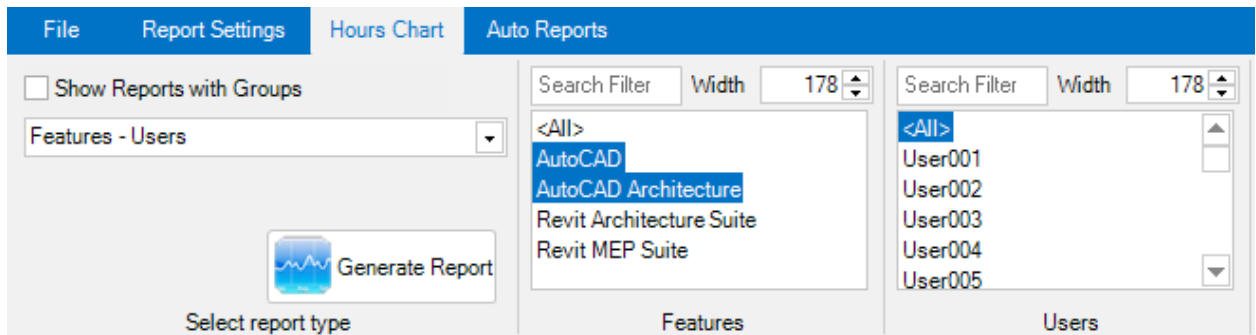 File Report Settings Hours Chart Auto Reports
Show Reports with Groups
Features - Users
Generate Report
Select report type
Search Filter Width 178
<All>
AutoCAD
AutoCAD Architecture
Revit Architecture Suite
Revit MEP Suite
Features
Search Filter Width 178
<All>
User001
User002
User003
User004
User005
Users